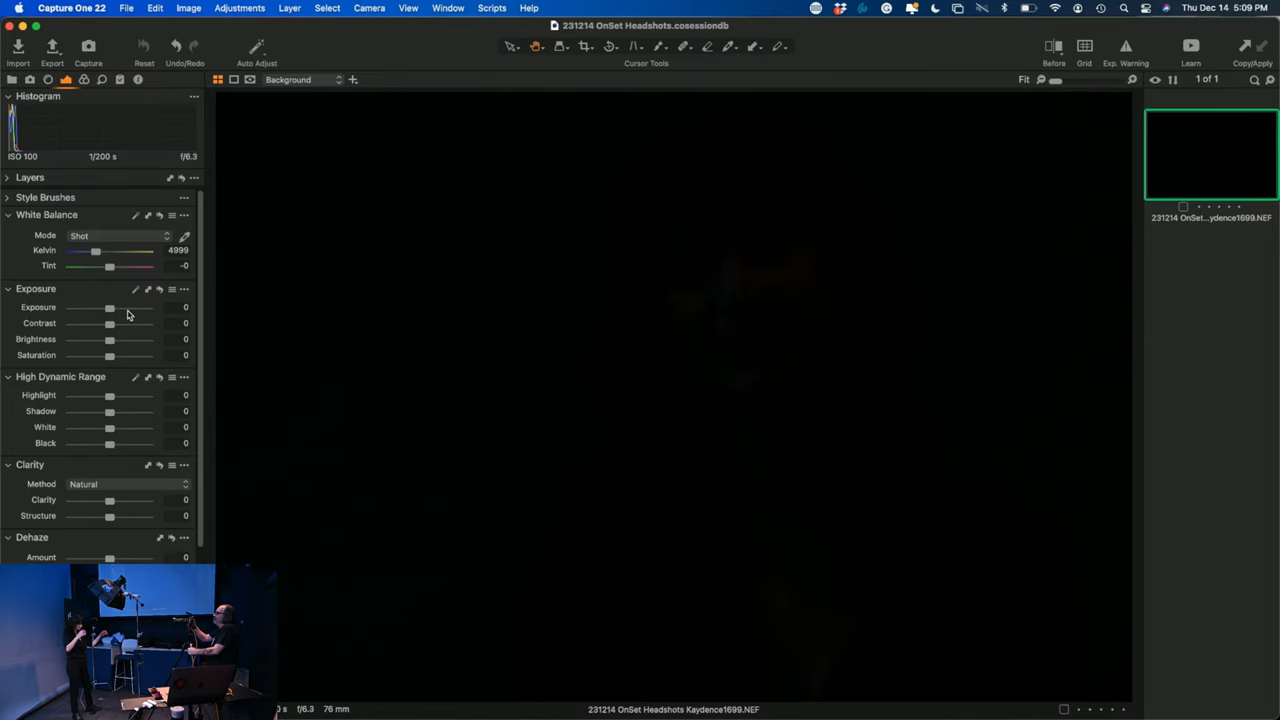 Capture One 22 File Edit Image Adjustments Layer Select Camera View Window Scripts Help Thu Dec 14 5:09 PM
231214 OnSet Headshots.cosessiondb
Import Export Capture Reset Undo/Redo Auto Adjust Cursor Tools Before Grid Exp. Warning Learn Copy/Apply
Background Fit 1 of 1
Histogram
ISO 100 1/200 s f/6.3
Layers
Style Brushes
White Balance
Mode Shot
Kelvin 4999
Tint -0
Exposure
Exposure 0
Contrast 0
Brightness 0
Saturation 0
High Dynamic Range
Highlight 0
Shadow 0
White 0
Black 0
Clarity
Method Natural
Clarity 0
Structure 0
Dehaze
Amount 0
231214 OnSet...ydence1699.NEF
s f/6.3 76 mm 231214 OnSet Headshots Kaydence1699.NEF